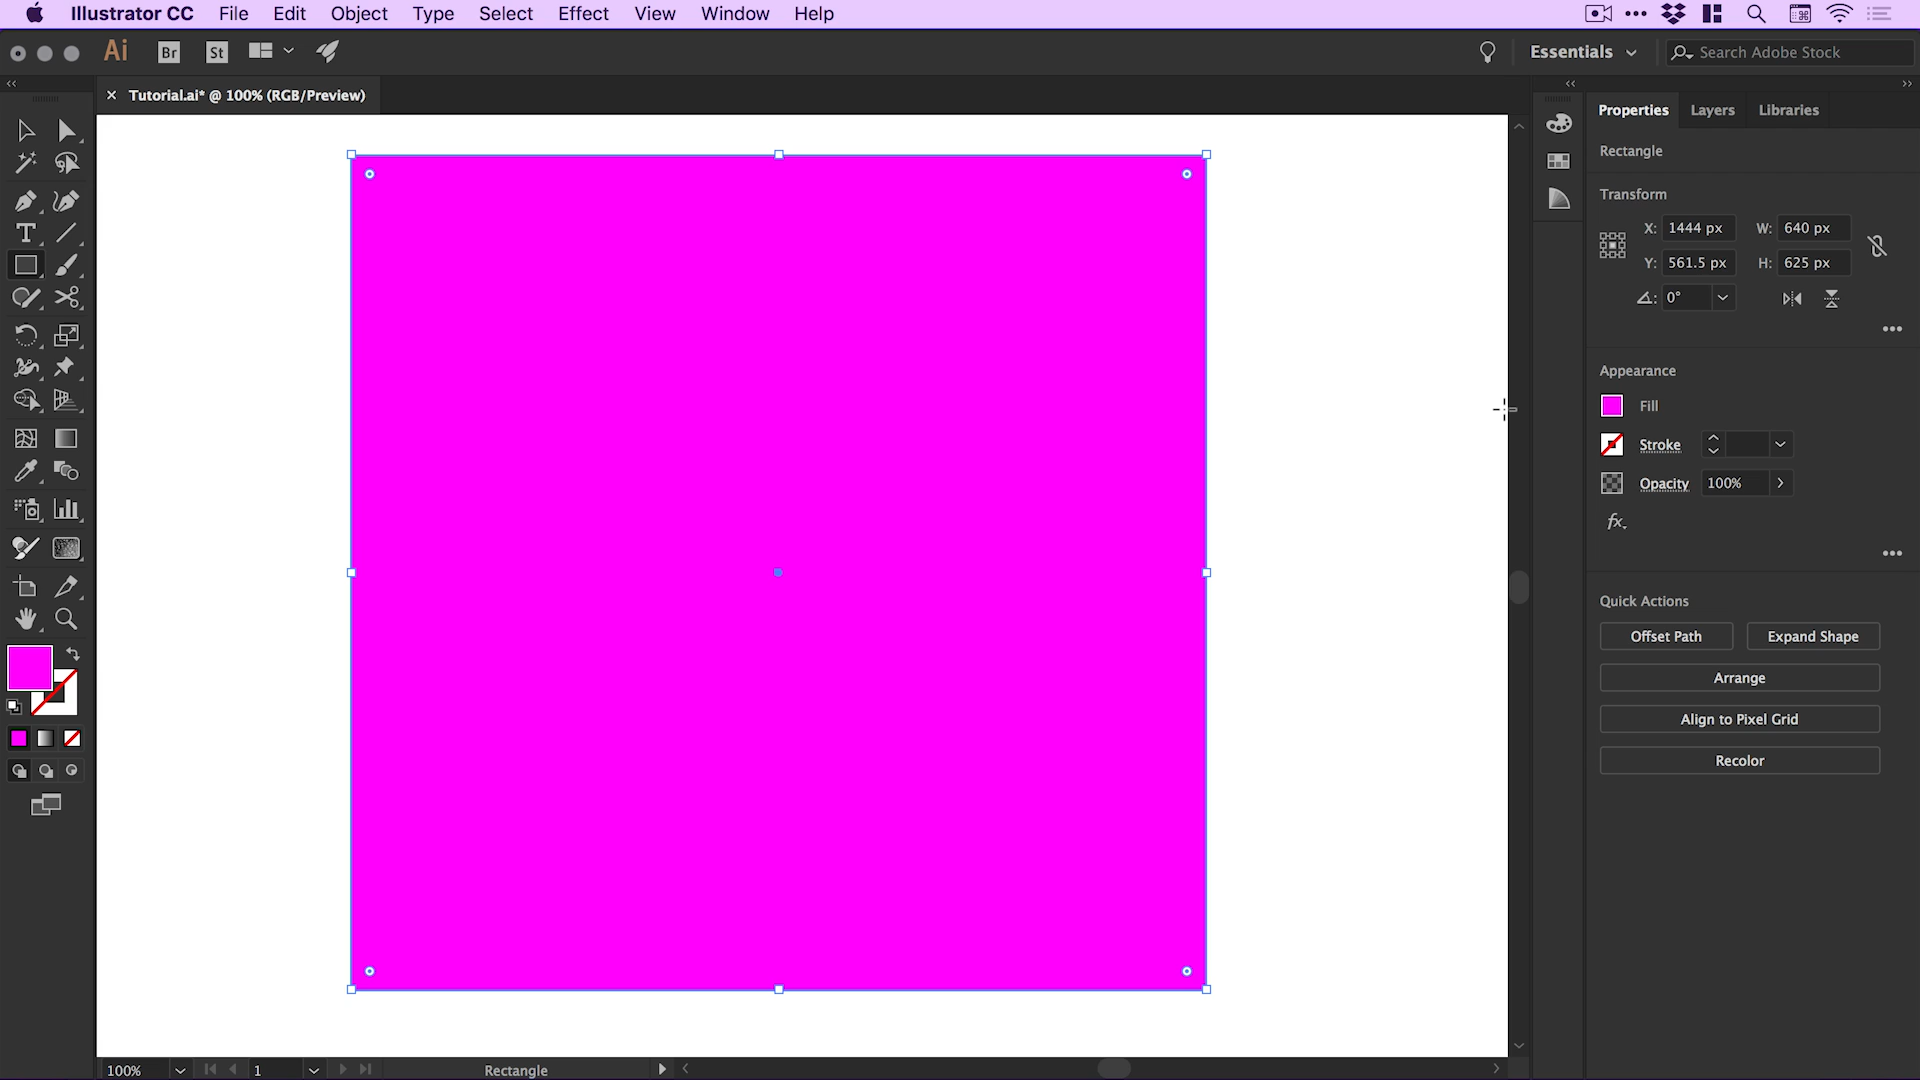 Illustrator CC File Edit Object Type Select Effect View Window Help
Ai Br St Essentials Search Adobe Stock
Tutorial.ai* @ 100% (RGB/Preview)
Properties Layers Libraries
Rectangle
Transform
X: 1444 px W: 640 px
Y: 561.5 px H: 625 px
0°
Appearance
Fill
Stroke
Opacity 100%
fx.
Quick Actions
Offset Path Expand Shape
Arrange
Align to Pixel Grid
Recolor
100% 1 Rectangle